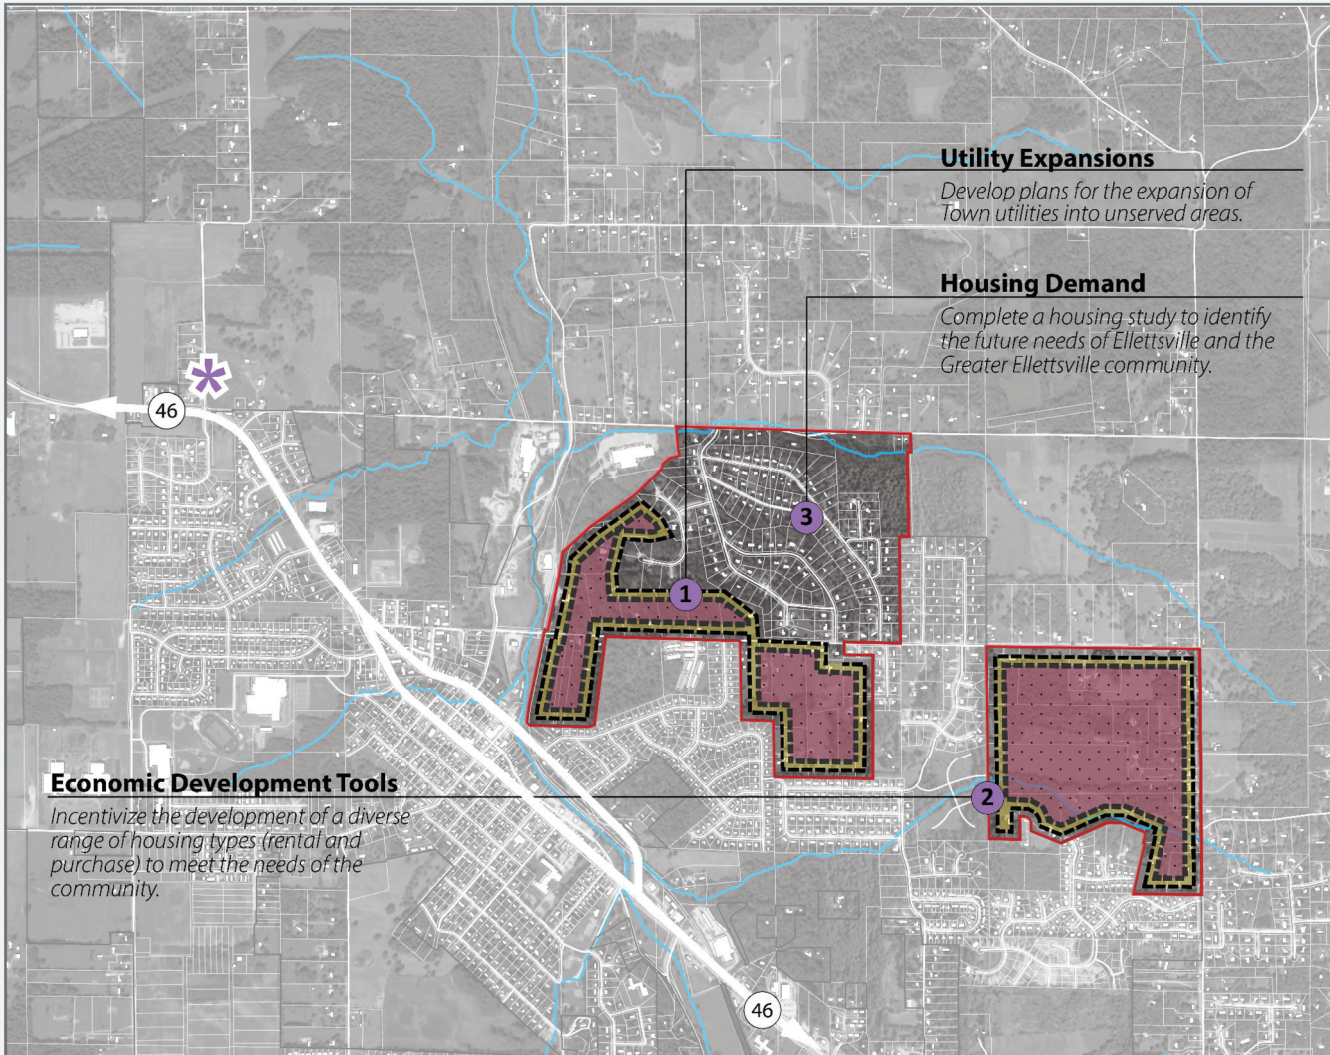 Utility Expansions
Develop plans for the expansion of
Town utilities into unserved areas.
Housing Demand
Complete a housing study to identify
the future needs of Ellettsville and the
Greater Ellettsville community.
*
46
3
1
Economic Development Tools
2
Incentivize the development of a diverse
range of housing types (rental and
purchase) to meet the needs of the
community.
46